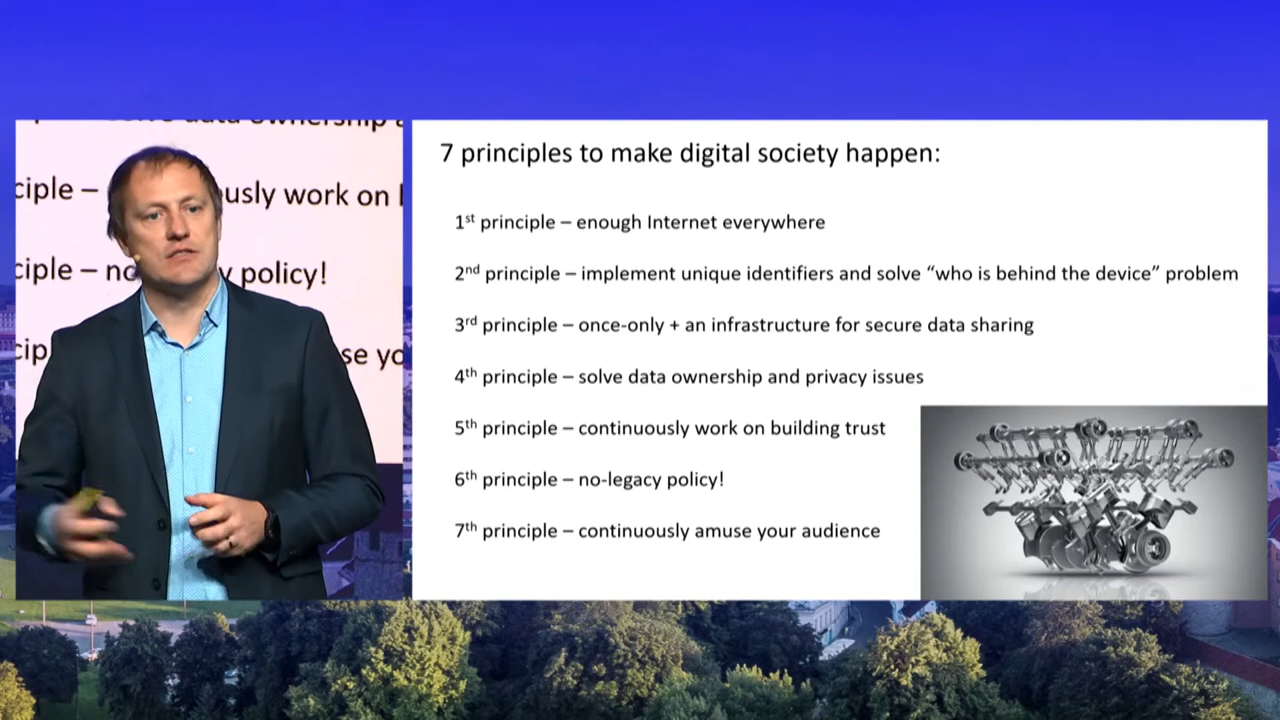 ciple –
usly work on
ciple – no
y policy!
se yo
7 principles to make digital society happen:
1st principle – enough Internet everywhere
2nd principle – implement unique identifiers and solve “who is behind the device” problem
3rd principle – once-only + an infrastructure for secure data sharing
4th principle – solve data ownership and privacy issues
5th principle – continuously work on building trust
6th principle – no-legacy policy!
7th principle – continuously amuse your audience